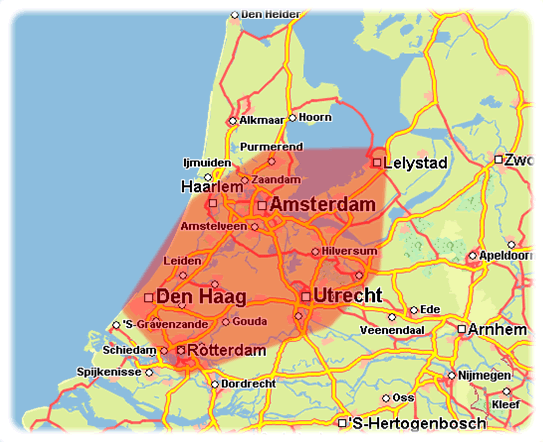 Den Helder
Alkmaar
Hoorn
Purmerend
Ijmuiden
Lelystad
Zwo
Zaandam
Haarlem
Amsterdam
Amstelveen
Hilversum
Apeldoorn
Leiden
Den Haag
Utrecht
'S-Gravenzande
Gouda
Ede
Veenendaal
Arnhem
Schiedam
Rotterdam
Spijkenisse
Dordrecht
Nijmegen
Oss
Kleef
'S-Hertogenbosch